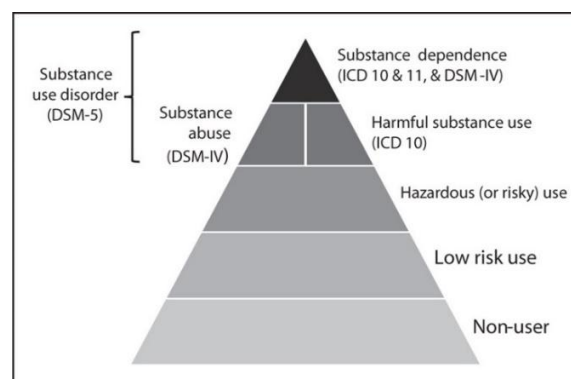 Substance dependence
(ICD 10 & 11, & DSM-IV)
Substance
use disorder
(DSM-5)
Substance
abuse
(DSM-IV)
Harmful substance use
(ICD 10)
Hazardous (or risky) use
Low risk use
Non-user